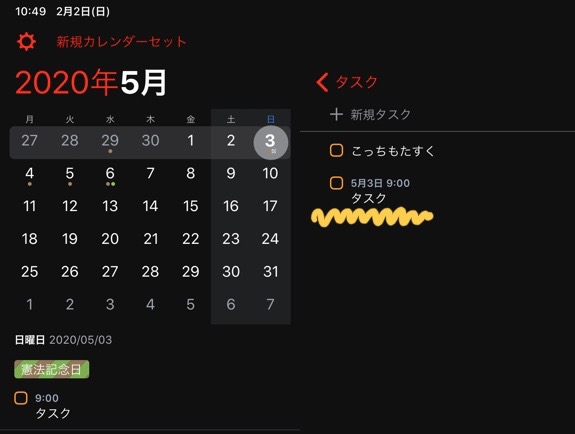 10:49 2月2日(日)
新規カレンダーセット
2020年5月
月 火 水 木 金 土 日
27 28 29 30 1 2 3
4 5 6 7 8 9 10
11 12 13 14 15 16 17
18 19 20 21 22 23 24
25 26 27 28 29 30 31
1 2 3 4 5 6 7
日曜日 2020/05/03
憲法記念日
9:00
タスク
タスク
新規タスク
こっちもたすく
5月3日 9:00
タスク